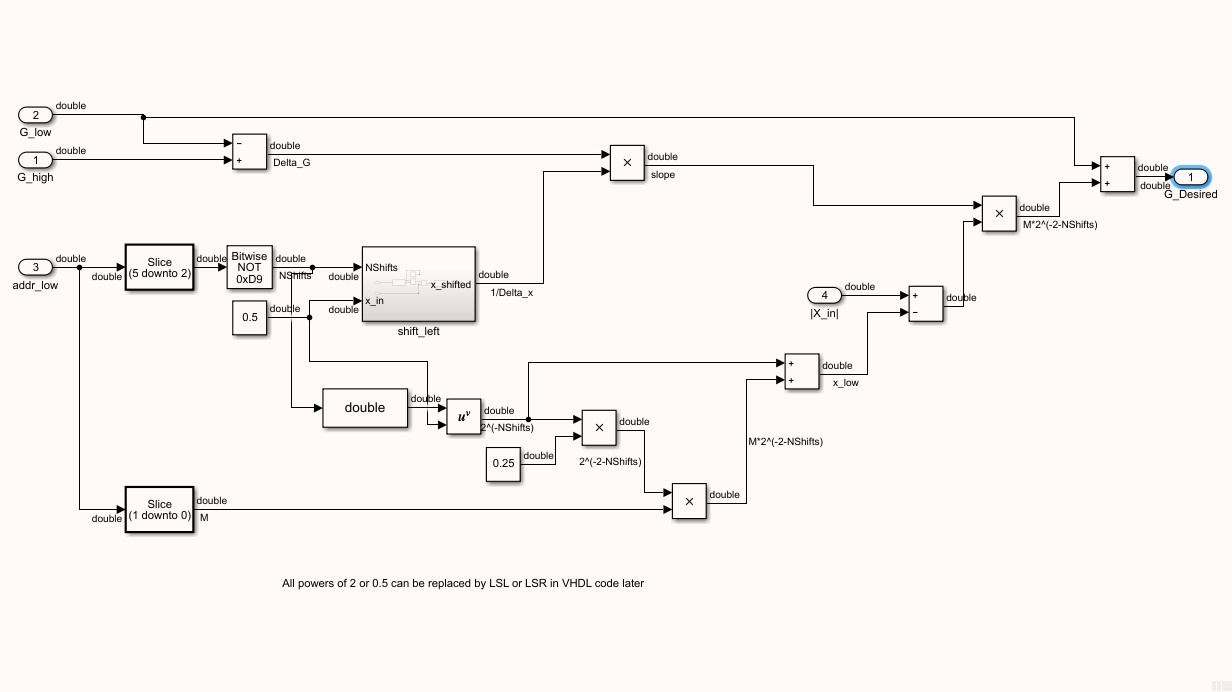 double
2
G_low
double
1
G_high
−
+
double
Delta_G
×
double
slope
+
+
double
double
1
G_Desired
×
double
M*2^(-2-NShifts)
double
3
addr_low
double
Slice
(5 downto 2)
double
Bitwise
NOT
0xD9
double
NShifts
double
NShifts
x_in
x_shifted
shift_left
double
1/Delta_x
0.5
double
double
4
|X_in|
double
+
−
double
+
+
double
x_low
double
double
u^v
double
2^(-NShifts)
×
double
2^(-2-NShifts)
0.25
double
M*2^(-2-NShifts)
double
Slice
(1 downto 0)
double
M
×
double
All powers of 2 or 0.5 can be replaced by LSL or LSR in VHDL code later